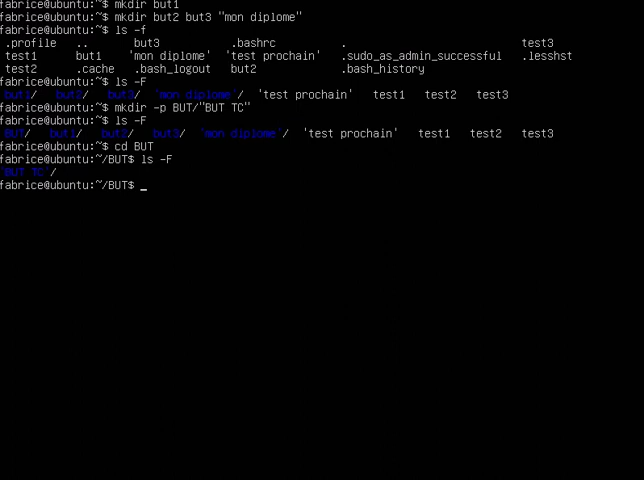 fabrice@ubuntu:~$ mkdir but1
fabrice@ubuntu:~$ mkdir but2 but3 "mon diplome"
fabrice@ubuntu:~$ ls -f
.profile .. but3 .bashrc . test3
test1 but1 'mon diplome' 'test prochain' .sudo_as_admin_successful .lesshst
test2 .cache .bash_logout but2 .bash_history
fabrice@ubuntu:~$ ls -F
but1/ but2/ but3/ 'mon diplome'/ 'test prochain' test1 test2 test3
fabrice@ubuntu:~$ mkdir -p BUT/"BUT TC"
fabrice@ubuntu:~$ ls -F
BUT/ but1/ but2/ but3/ 'mon diplome'/ 'test prochain' test1 test2 test3
fabrice@ubuntu:~$ cd BUT
fabrice@ubuntu:~/BUT$ ls -F
'BUT TC'/
fabrice@ubuntu:~/BUT$ _